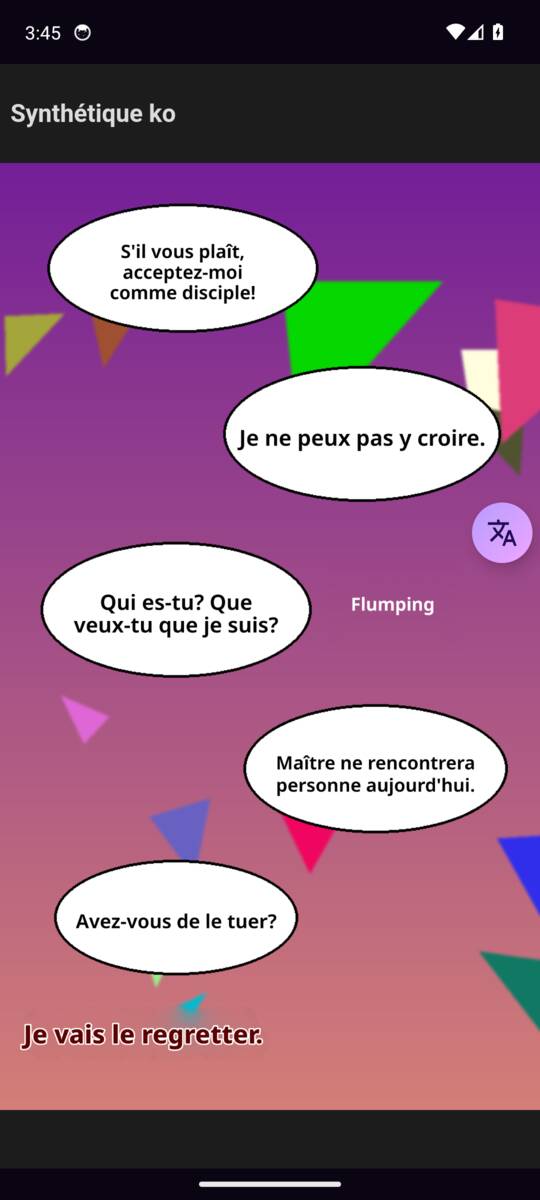 3:45
Synthétique ko
S'il vous plaît,
acceptez-moi
comme disciple!
Je ne peux pas y croire.
Qui es-tu? Que
veux-tu que je suis?
Flumping
Maître ne rencontrera
personne aujourd'hui.
Avez-vous de le tuer?
Je vais le regretter.